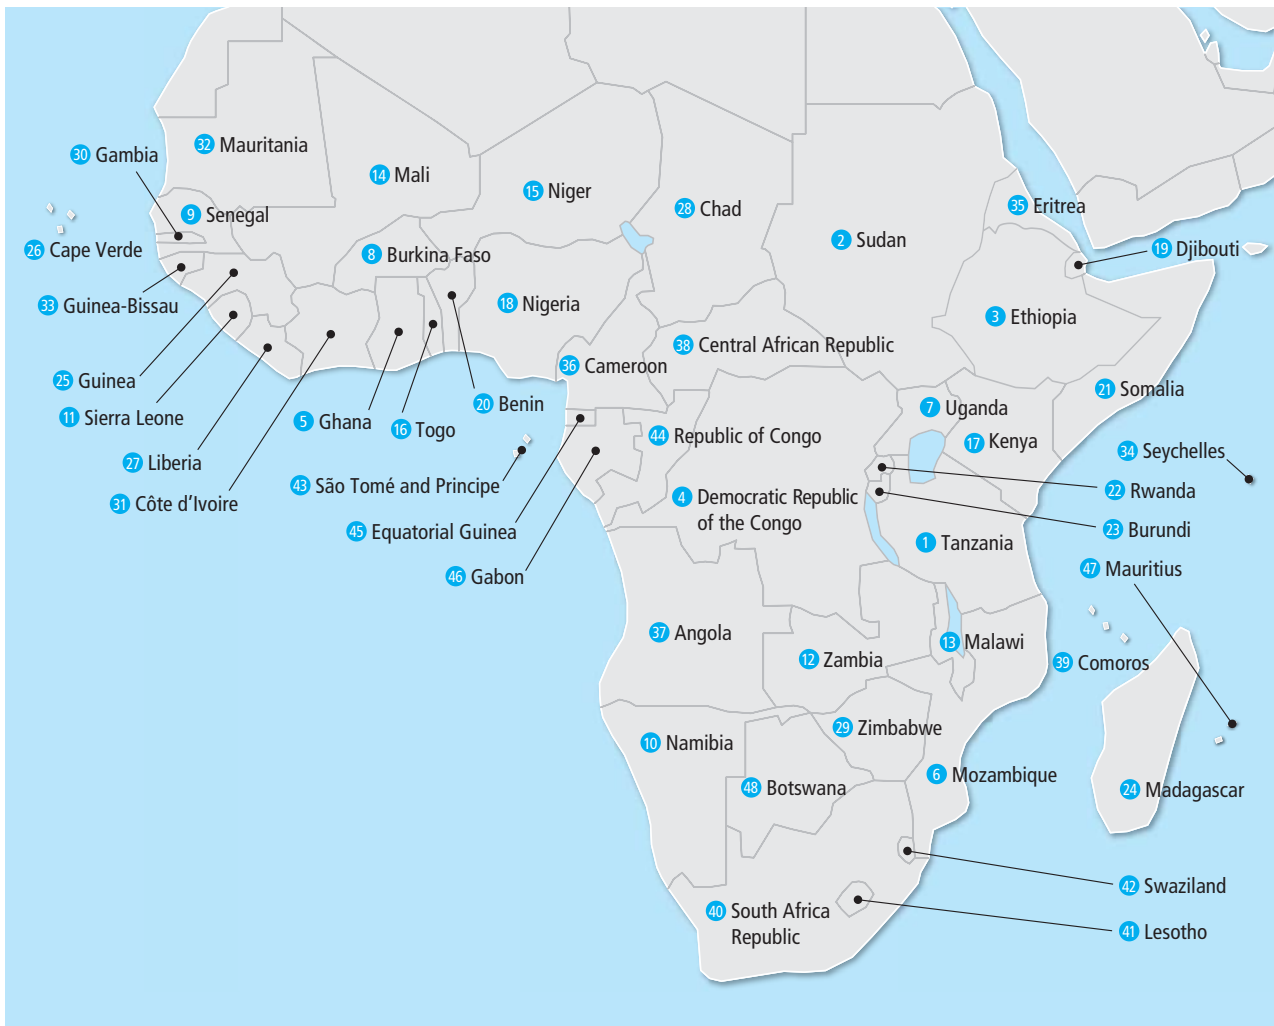 32 Mauritania
30 Gambia
14 Mali
15 Niger
28 Chad
35 Eritrea
9 Senegal
2 Sudan
26 Cape Verde
8 Burkina Faso
19 Djibouti
33 Guinea-Bissau
18 Nigeria
3 Ethiopia
38 Central African Republic
36 Cameroon
25 Guinea
21 Somalia
20 Benin
7 Uganda
11 Sierra Leone
5 Ghana
16 Togo
44 Republic of Congo
17 Kenya
34 Seychelles
27 Liberia
43 São Tomé and Principe
22 Rwanda
31 Côte d'Ivoire
4 Democratic Republic
of the Congo
45 Equatorial Guinea
23 Burundi
1 Tanzania
47 Mauritius
46 Gabon
37 Angola
13 Malawi
12 Zambia
39 Comoros
29 Zimbabwe
10 Namibia
6 Mozambique
48 Botswana
24 Madagascar
42 Swaziland
40 South Africa
Republic
41 Lesotho